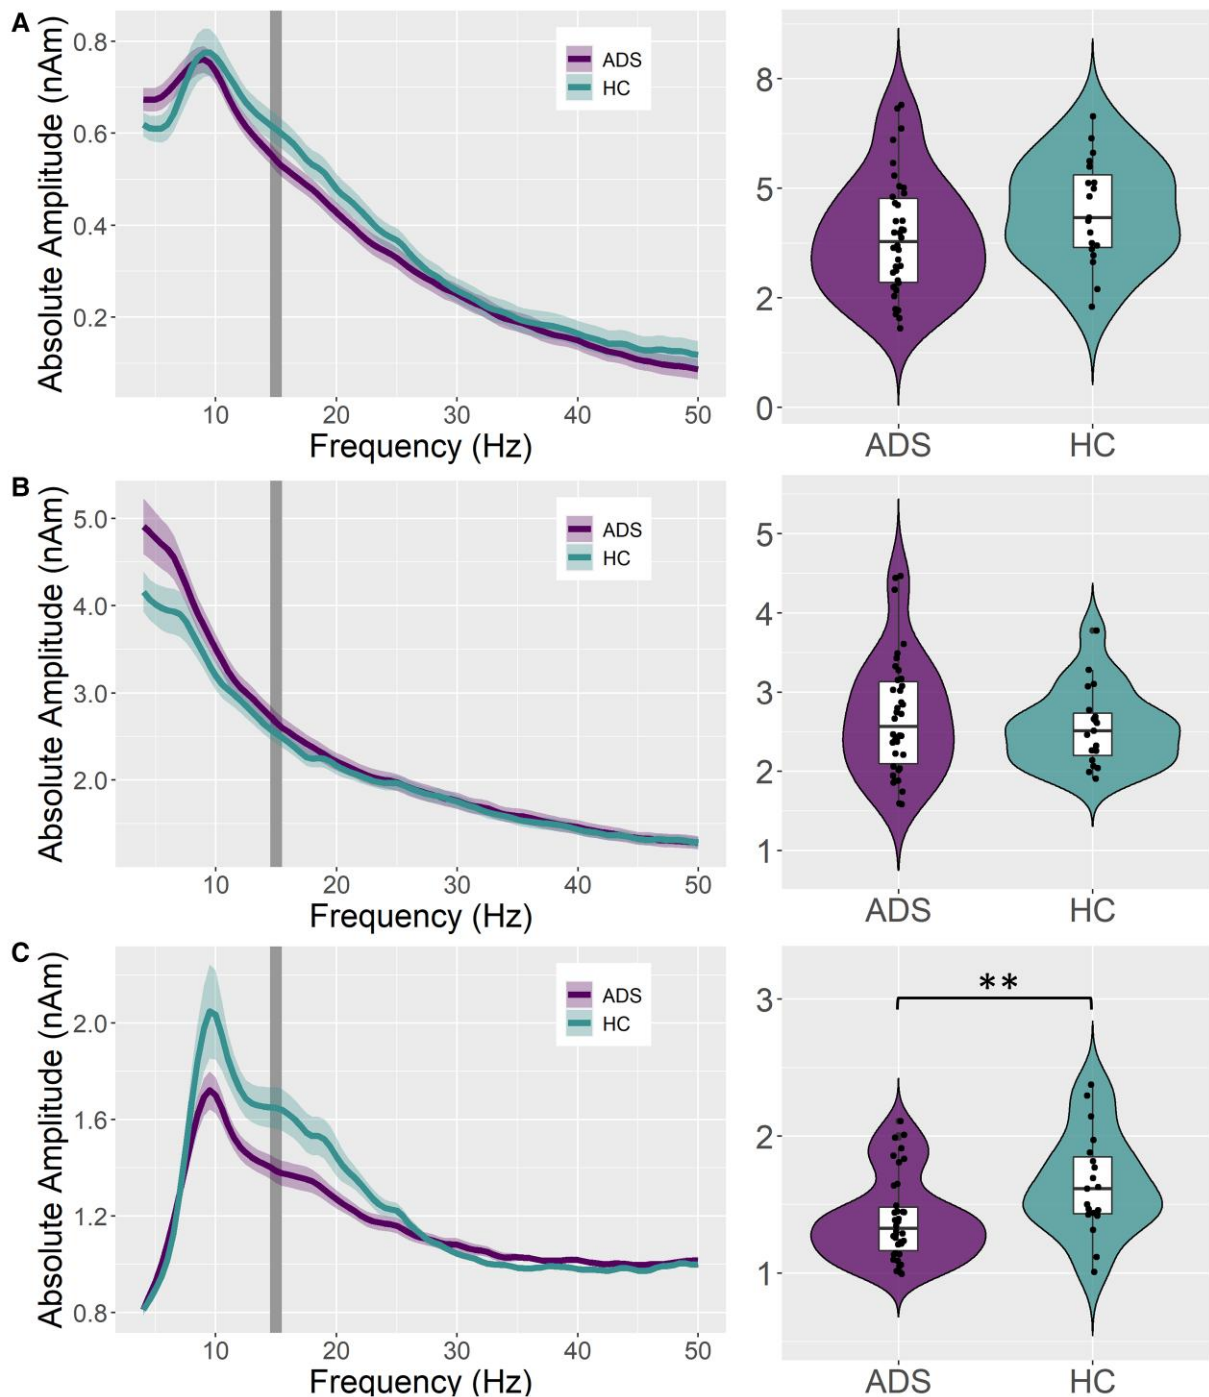 A
Absolute Amplitude (nAm)
0.8
0.6
0.4
0.2
ADS
HC
10 20 30 40 50
Frequency (Hz)
8
5
2
0
ADS HC
B
Absolute Amplitude (nAm)
5.0
4.0
3.0
2.0
ADS
HC
10 20 30 40 50
Frequency (Hz)
5
4
3
2
1
ADS HC
C
Absolute Amplitude (nAm)
2.0
1.6
1.2
0.8
ADS
HC
10 20 30 40 50
Frequency (Hz)
**
3
2
1
ADS HC